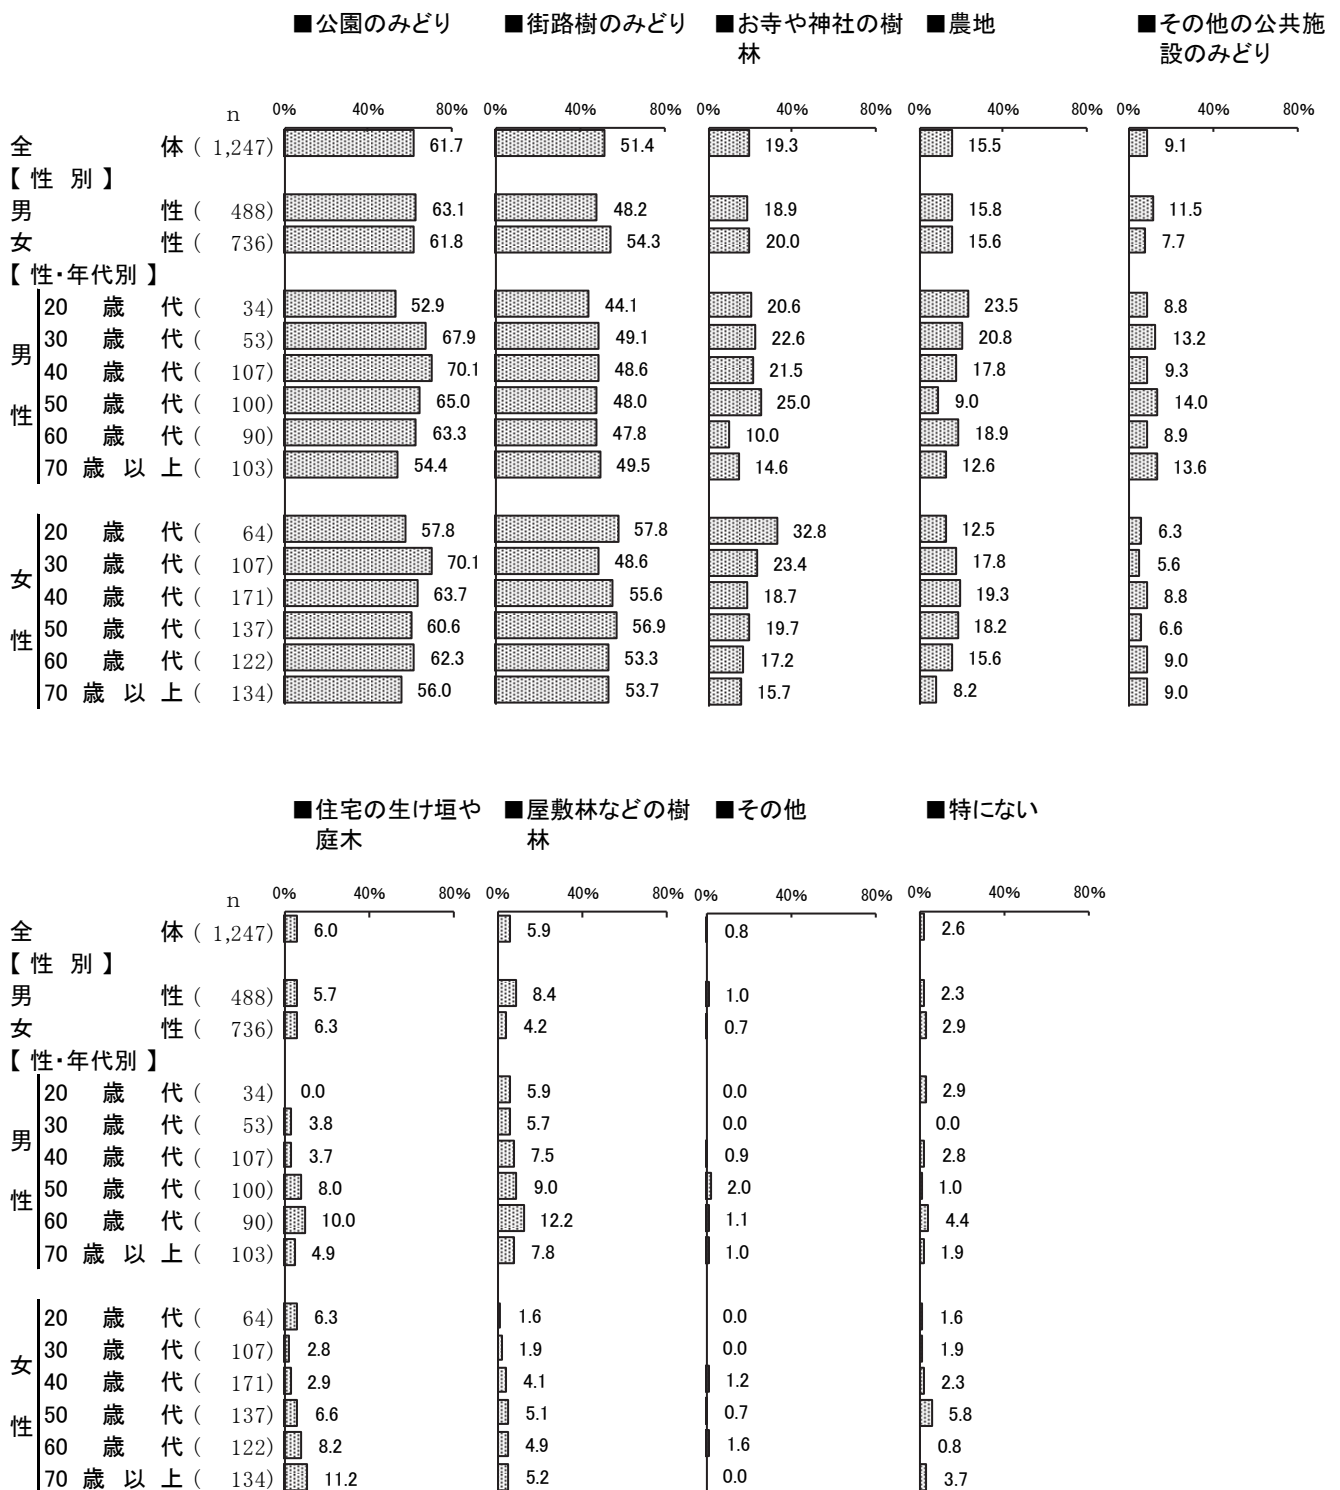 ■公園のみどり ■街路樹のみどり ■お寺や神社の樹林 ■農地 ■その他の公共施設のみどり
n 0% 40% 80% 0% 40% 80% 0% 40% 80% 0% 40% 80% 0% 40% 80%
全体 ( 1,247) 61.7 51.4 19.3 15.5 9.1
【 性 別 】
男性 ( 488) 63.1 48.2 18.9 15.8 11.5
女性 ( 736) 61.8 54.3 20.0 15.6 7.7
【 性・年代別 】
男性
20 歳代 ( 34) 52.9 44.1 20.6 23.5 8.8
30 歳代 ( 53) 67.9 49.1 22.6 20.8 13.2
40 歳代 ( 107) 70.1 48.6 21.5 17.8 9.3
50 歳代 ( 100) 65.0 48.0 25.0 9.0 14.0
60 歳代 ( 90) 63.3 47.8 10.0 18.9 8.9
70 歳以上 ( 103) 54.4 49.5 14.6 12.6 13.6
女性
20 歳代 ( 64) 57.8 57.8 32.8 12.5 6.3
30 歳代 ( 107) 70.1 48.6 23.4 17.8 5.6
40 歳代 ( 171) 63.7 55.6 18.7 19.3 8.8
50 歳代 ( 137) 60.6 56.9 19.7 18.2 6.6
60 歳代 ( 122) 62.3 53.3 17.2 15.6 9.0
70 歳以上 ( 134) 56.0 53.7 15.7 8.2 9.0
■住宅の生け垣や庭木 ■屋敷林などの樹林 ■その他 ■特にない
n 0% 40% 80% 0% 40% 80% 0% 40% 80% 0% 40% 80%
全体 ( 1,247) 6.0 5.9 0.8 2.6
【 性 別 】
男性 ( 488) 5.7 8.4 1.0 2.3
女性 ( 736) 6.3 4.2 0.7 2.9
【 性・年代別 】
男性
20 歳代 ( 34) 0.0 5.9 0.0 2.9
30 歳代 ( 53) 3.8 5.7 0.0 0.0
40 歳代 ( 107) 3.7 7.5 0.9 2.8
50 歳代 ( 100) 8.0 9.0 2.0 1.0
60 歳代 ( 90) 10.0 12.2 1.1 4.4
70 歳以上 ( 103) 4.9 7.8 1.0 1.9
女性
20 歳代 ( 64) 6.3 1.6 0.0 1.6
30 歳代 ( 107) 2.8 1.9 0.0 1.9
40 歳代 ( 171) 2.9 4.1 1.2 2.3
50 歳代 ( 137) 6.6 5.1 0.7 5.8
60 歳代 ( 122) 8.2 4.9 1.6 0.8
70 歳以上 ( 134) 11.2 5.2 0.0 3.7